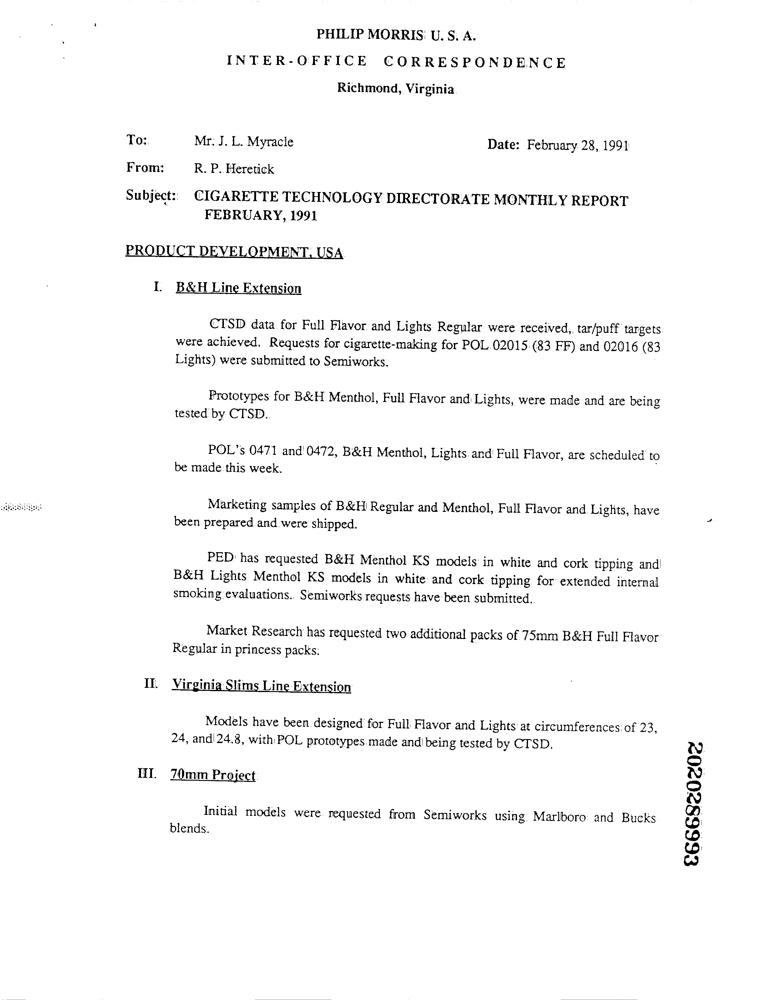 PHILIP MORRIS U. S. A.
INTER-OFFICE CORRESPONDENCE
Richmond, Virginia
To: Mr. J. L. Myracle Date: February 28, 1991
From: R. P. Heretick
Subject: CIGARETTE TECHNOLOGY DIRECTORATE MONTHLY REPORT
FEBRUARY, 1991
PRODUCT DEVELOPMENT, USA
I. B&H Line Extension
CTSD data for Full Flavor and Lights Regular were received, tar/puff targets
were achieved. Requests for cigarette-making for POL 02015 (83 FF) and 02016 (83
Lights) were submitted to Semiworks.
Prototypes for B&H Menthol, Full Flavor and Lights, were made and are being
tested by CTSD.
POL's 0471 and 0472, B&H Menthol, Lights and Full Flavor, are scheduled to
be made this week.
Marketing samples of B&H Regular and Menthol, Full Flavor and Lights, have
been prepared and were shipped.
PED has requested B&H Menthol KS models in white and cork tipping and
B&H Lights Menthol KS models in white and cork tipping for extended internal
smoking evaluations. Semiworks requests have been submitted.
Market Research has requested two additional packs of 75mm B&H Full Flavor
Regular in princess packs.
II. Virginia Slims Line Extension
Models have been designed for Full Flavor and Lights at circumferences of 23,
24, and 24.8, with POL prototypes made and being tested by CTSD.
III. 70mm Project
Initial models were requested from Semiworks using Marlboro and Bucks
blends.
2020289993